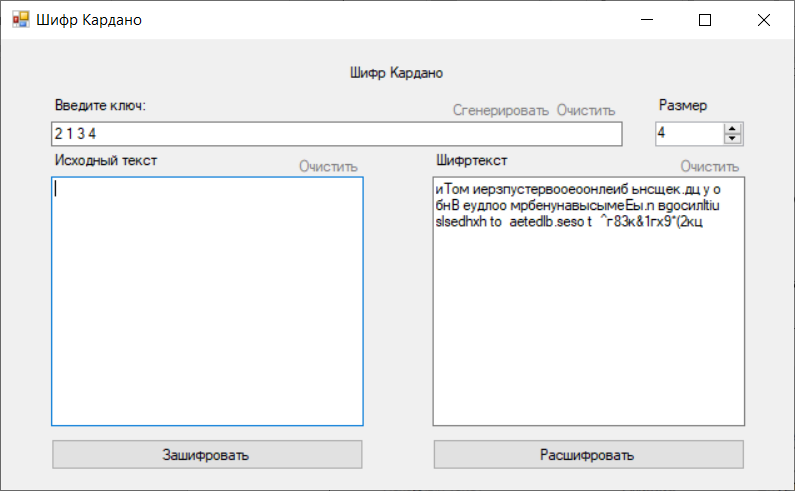 Шифр Кардано
Шифр Кардано
Введите ключ:
Сгенерировать Очистить
Размер
2 1 3 4
4
Исходный текст
Очистить
Шифртекст
Очистить
иТом иерзпустервооеоонлеиб ьнсщек.дц у о
бнВ еудлоо мрбенунавысымеЕы.п вgосилltiu
slsedhxh to  aetedlb.seso t  ^г83к&1гх9*(2кц
Зашифровать
Расшифровать